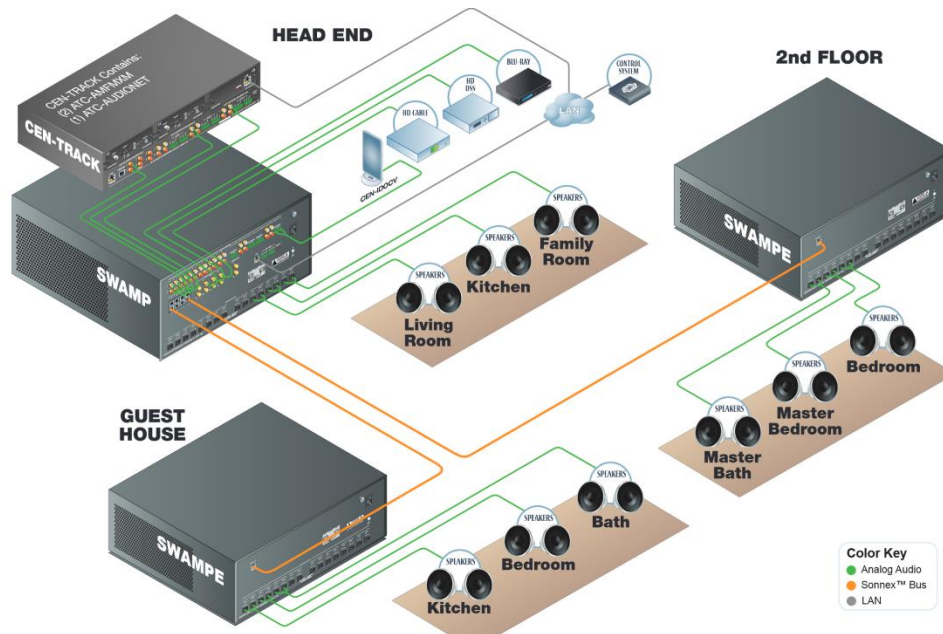 HEAD END
CEN-TRACK Contains:
(2) ATC-AMFMXM
(1) ATC-AUDIONET
CEN-TRACK
BLU-RAY
HD
DSS
HD CABLE
CEN-IDOCV
LAN
CONTROL
SYSTEM
2nd FLOOR
SWAMP
SPEAKERS
Family
Room
SPEAKERS
Kitchen
SPEAKERS
Living
Room
SWAMPE
SPEAKERS
Bedroom
SPEAKERS
Master
Bedroom
SPEAKERS
Master
Bath
GUEST
HOUSE
SWAMPE
SPEAKERS
Bath
SPEAKERS
Bedroom
SPEAKERS
Kitchen
Color Key
Analog Audio
Sonnex™ Bus
LAN